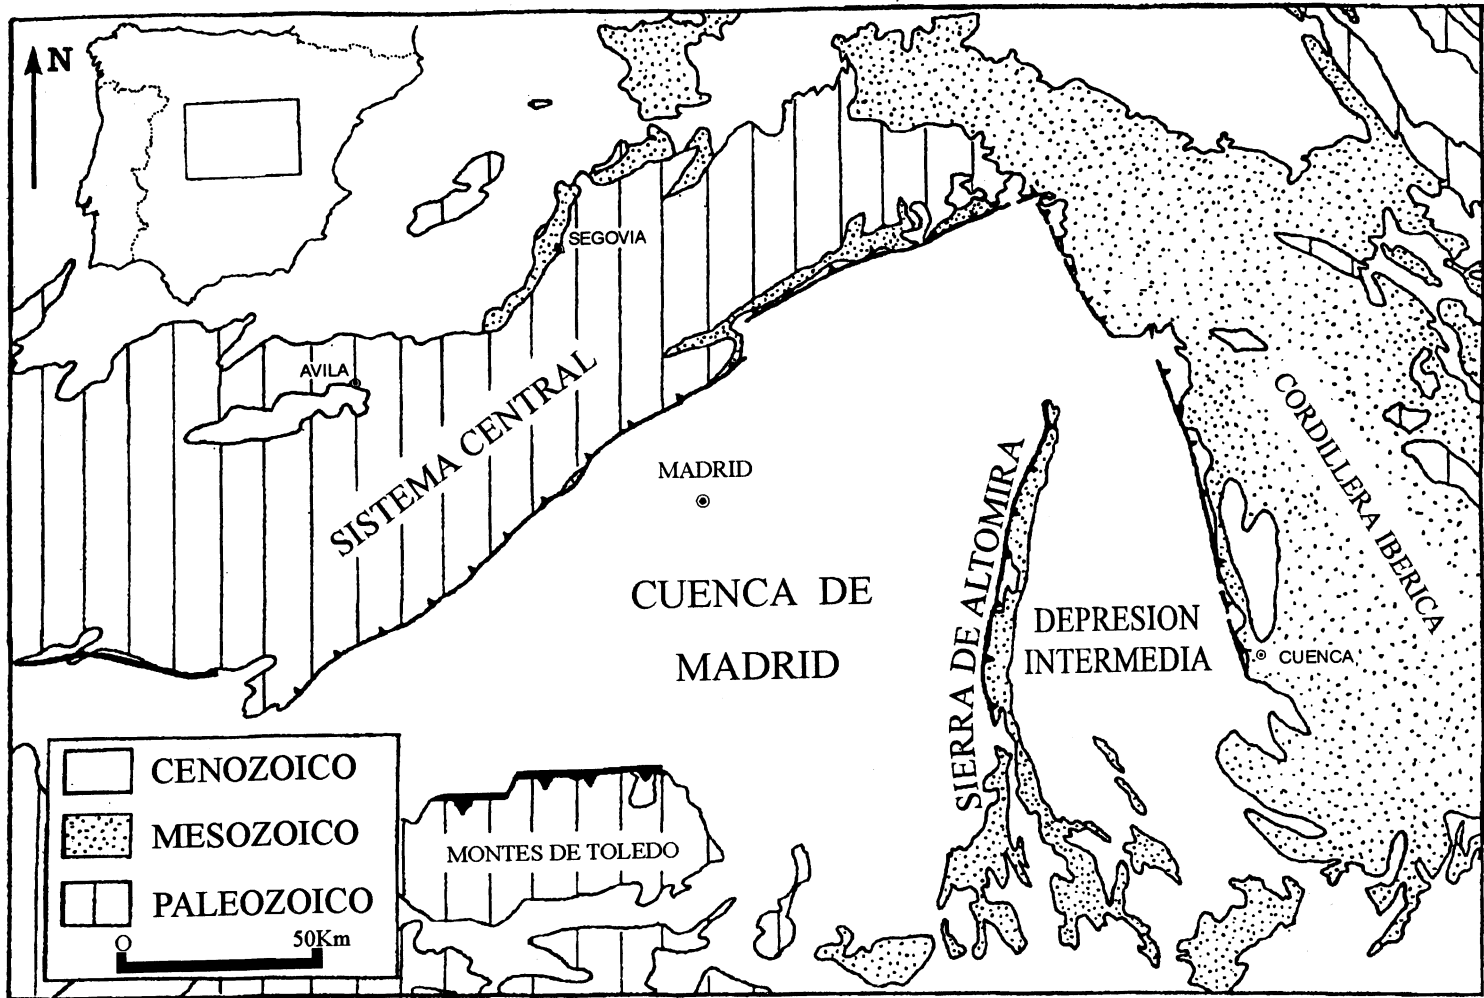 N
SEGOVIA
AVILA
SISTEMA CENTRAL
MADRID
CUENCA DE
MADRID
SIERRA DE ALTOMIRA
DEPRESION
INTERMEDIA
CORDILLERA IBERICA
CUENCA
MONTES DE TOLEDO
CENOZOICO
MESOZOICO
PALEOZOICO
O 50Km